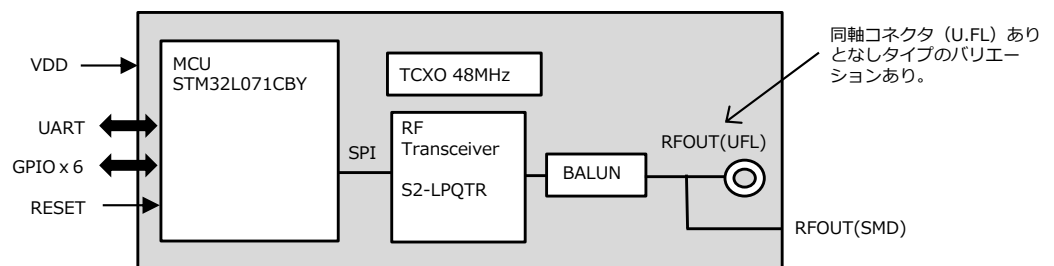 VDD
UART
GPIO x 6
RESET
MCU
STM32L071CBY
SPI
TCXO 48MHz
RF
Transceiver
S2-LPQTR
BALUN
RFOUT(UFL)
RFOUT(SMD)
同軸コネクタ（U.FL）あり
となしタイプのバリエー
ションあり。